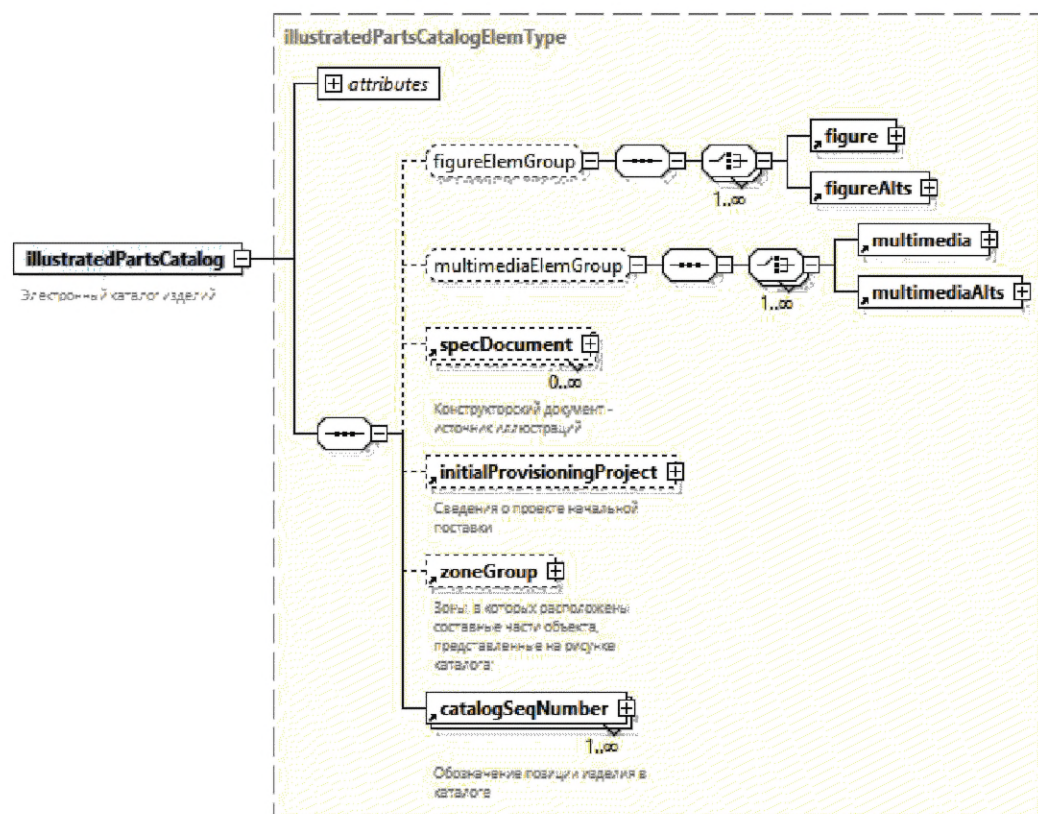 illustratedPartsCatalogElemType
attributes
figureElemGroup
figure
1..∞
figureAlts
multimedia
illustratedPartsCatalog
multimediaElemGroup
Электронный каталог изделий
1..∞
multimediaAlts
specDocument
0..∞
Конструкторский документ -
источник иллюстраций
initialProvisioningProject
Сведения о проекте начальной
поставки
zoneGroup
Зоны, в которых расположены
составные части объекта,
представленные на рисунке
каталога;
catalogSeqNumber
1..∞
Обозначение позиции изделия в
каталоге